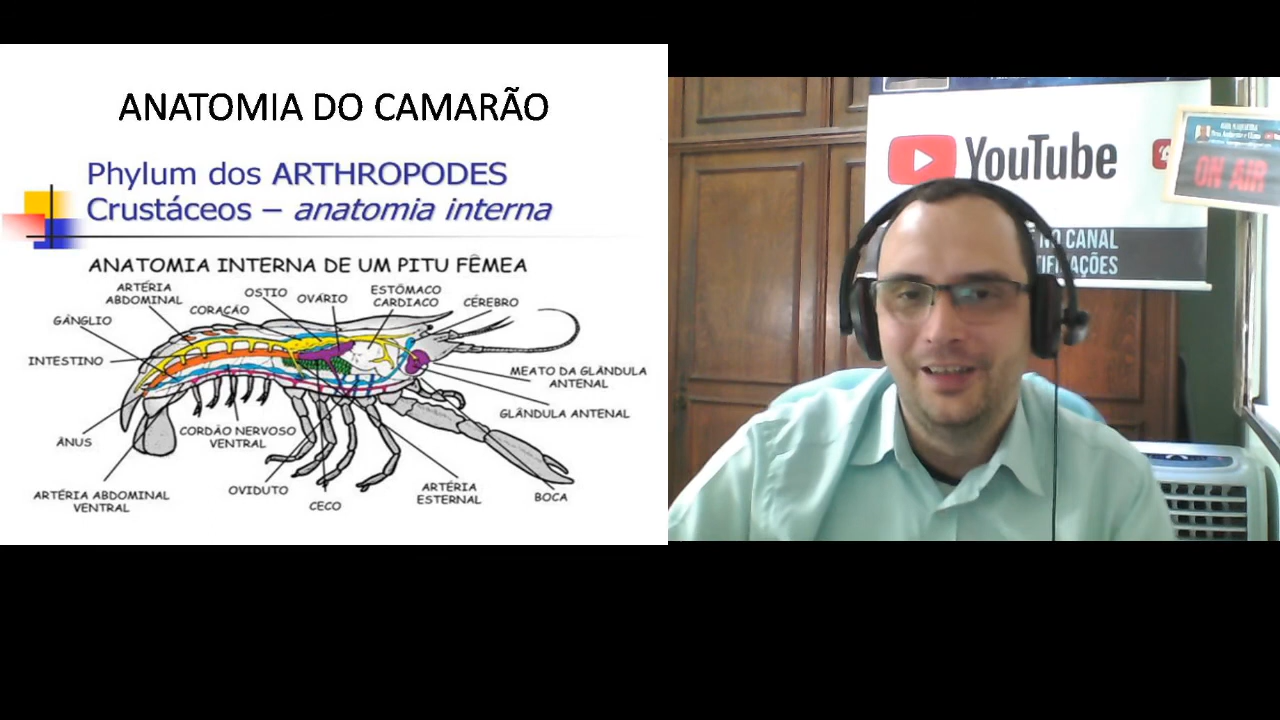 ANATOMIA DO CAMARÃO
Phylum dos ARTHROPODES
Crustáceos – anatomia interna
ANATOMIA INTERNA DE UM PITU FÊMEA
ARTÉRIA
ABDOMINAL
CORAÇÃO
OSTIO
OVÁRIO
ESTÔMACO
CARDIACO
CÉREBRO
GÂNGLIO
INTESTINO
MEATO DA GLÂNDULA
ANTENAL
GLÂNDULA ANTENAL
ÂNUS
CORDÃO NERVOSO
VENTRAL
ARTÉRIA ABDOMINAL
VENTRAL
OVIDUTO
CECO
ARTÉRIA
ESTERNAL
BOCA
YouTube
NO CANAL
ON AIR